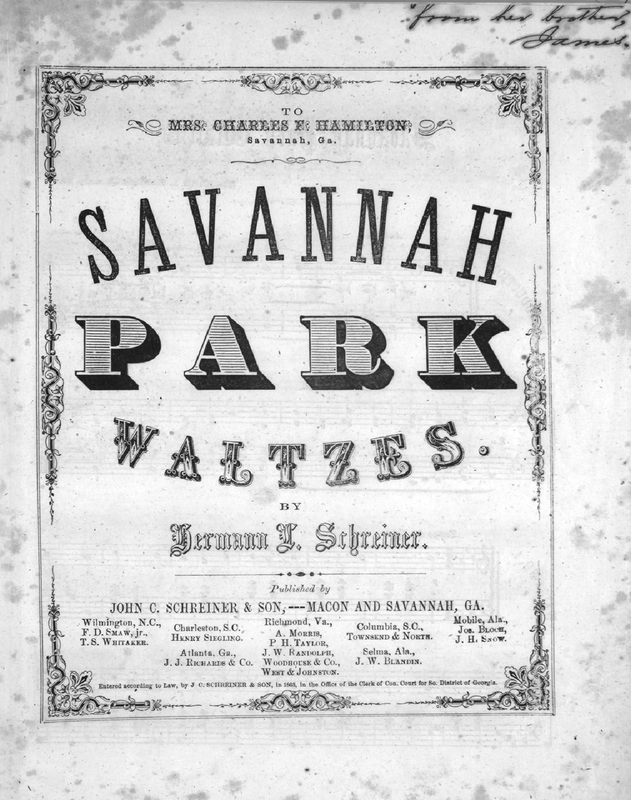 "from her brother,
James.
TO
MRS. CHARLES F. HAMILTON,
Savannah, Ga.
SAVANNAH
PARK
WALTZES.
BY
Hermann L. Schreiner.
Published by
JOHN C. SCHREINER & SON,---MACON AND SAVANNAH, GA.
Wilmington, N.C.,
F. D. SMAW, jr.,
T. S. WHITAKER.
Charleston, S.C.,
HENRY SIEGLING.
Atlanta, Ga.,
J. J. RICHARDS & Co.
Richmond, Va.,
A. MORRIS,
P H. TAYLOR,
J. W. RANDOLPH,
WOODHOUSE & Co.,
WEST & JOHNSTON.
Columbia, S.C.,
TOWNSEND & NORTH.
Selma, Ala.,
J. W. BLANDIN.
Mobile, Ala.,
JOS. BLOCH,
J. H. SNOW.
Entered according to Law, by J C. SCHREINER & SON, in 1863, in the Office of the Clerk of Con. Court for So. District of Georgia.